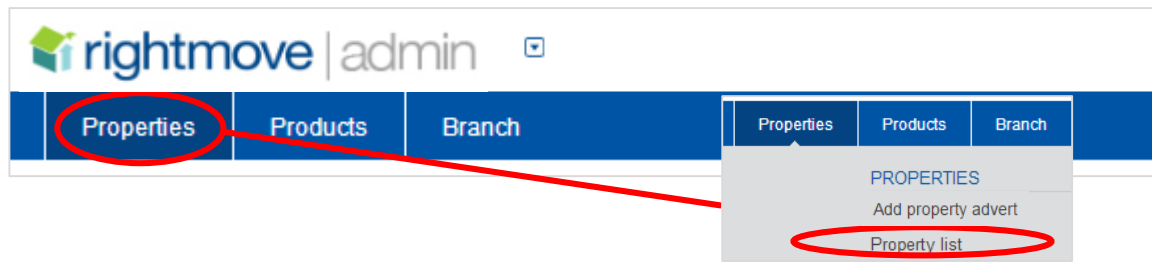 rightmove | admin
Properties Products Branch
Properties Products Branch
PROPERTIES
Add property advert
Property list